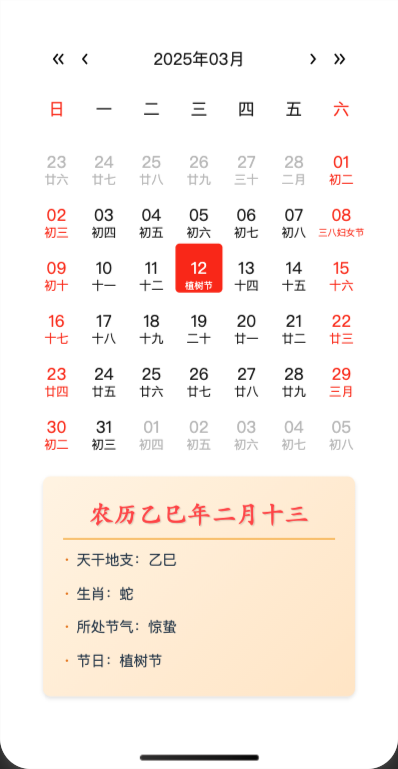 « ‹ 2025年03月 › »
日 一 二 三 四 五 六
23 24 25 26 27 28 01
廿六 廿七 廿八 廿九 三十 二月 初二
02 03 04 05 06 07 08
初三 初四 初五 初六 初七 初八 三八妇女节
09 10 11 12 13 14 15
初十 十一 十二 植树节 十四 十五 十六
16 17 18 19 20 21 22
十七 十八 十九 二十 廿一 廿二 廿三
23 24 25 26 27 28 29
廿四 廿五 廿六 廿七 廿八 廿九 三月
30 31 01 02 03 04 05
初二 初三 初四 初五 初六 初七 初八
农历乙巳年二月十三
· 天干地支：乙巳
· 生肖：蛇
· 所处节气：惊蛰
· 节日：植树节